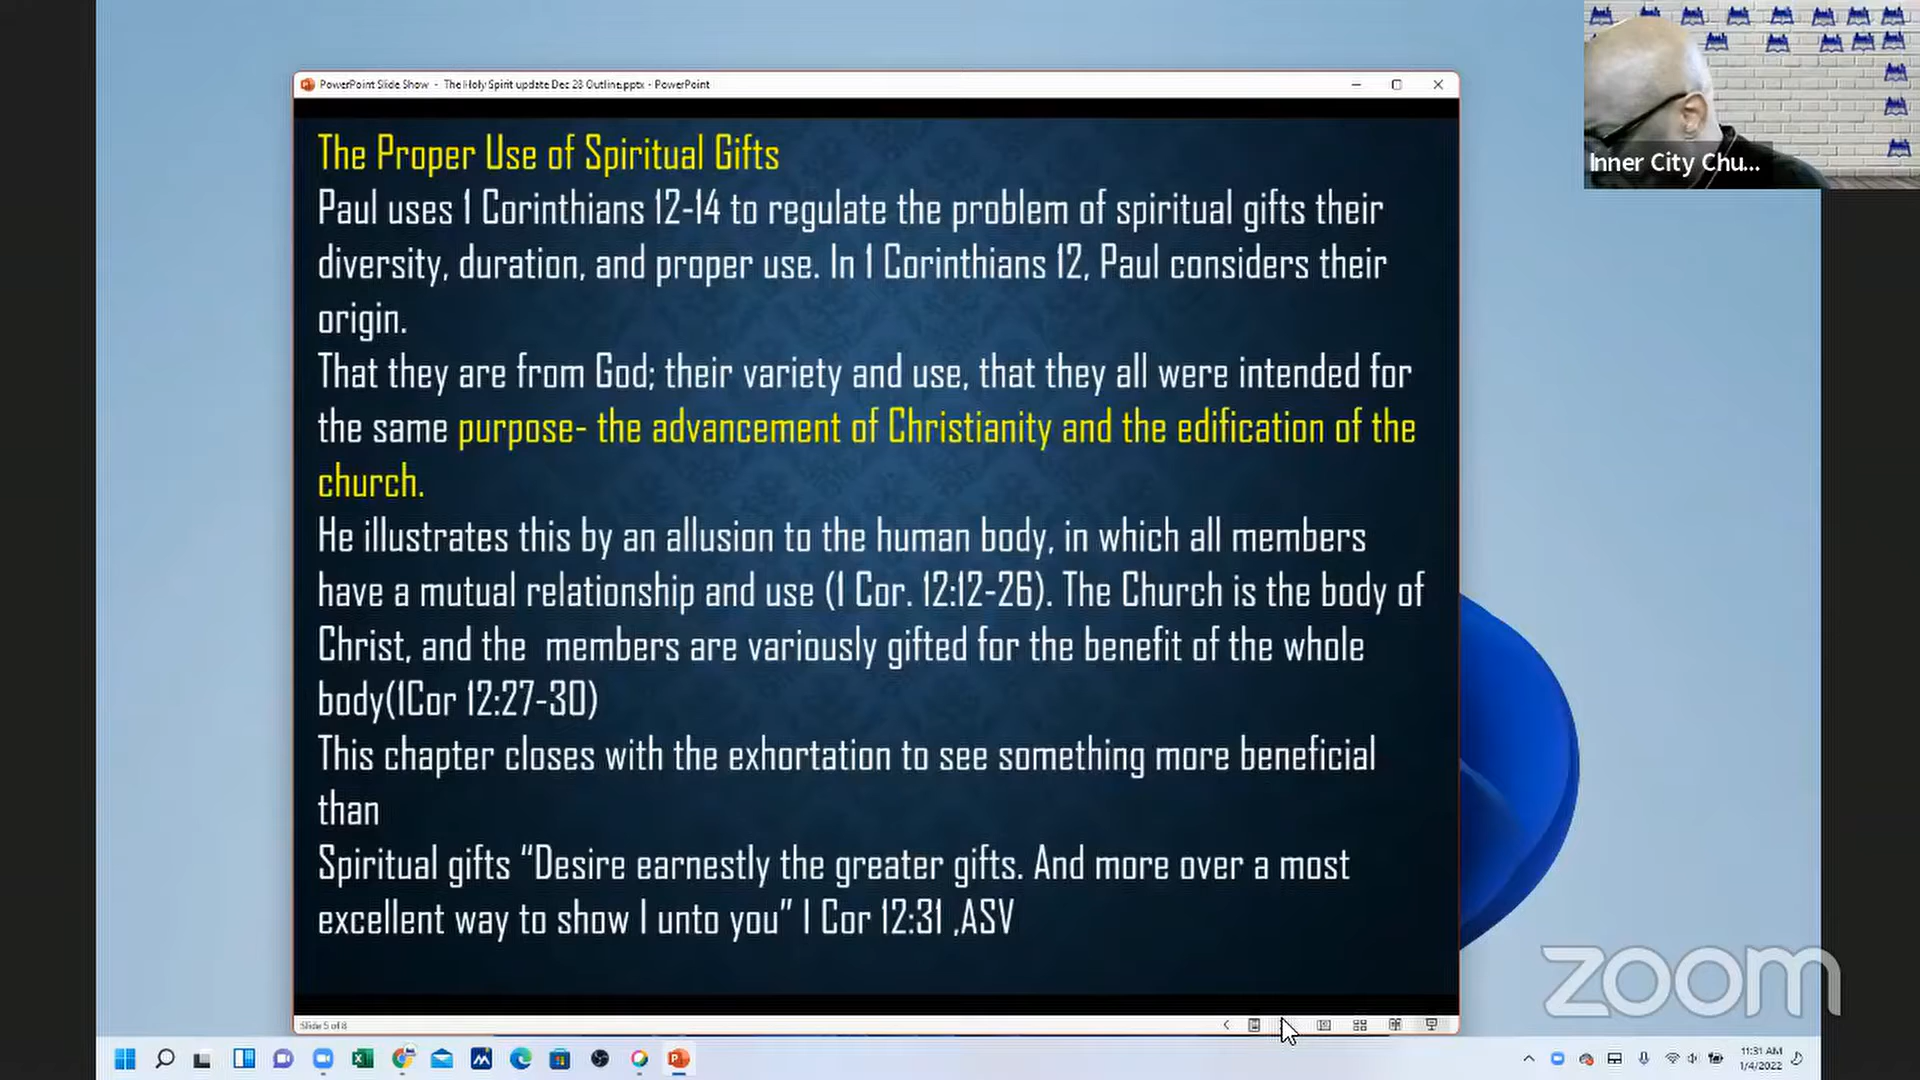 PowerPoint Slide Show - The Holy Spirit update Dec 28 Outline.pptx - PowerPoint
Inner City Chu...
The Proper Use of Spiritual Gifts
Paul uses 1 Corinthians 12-14 to regulate the problem of spiritual gifts their
diversity, duration, and proper use. In 1 Corinthians 12, Paul considers their
origin.
That they are from God; their variety and use, that they all were intended for
the same purpose- the advancement of Christianity and the edification of the
church.
He illustrates this by an allusion to the human body, in which all members
have a mutual relationship and use (1 Cor. 12:12-26). The Church is the body of
Christ, and the  members are variously gifted for the benefit of the whole
body(1Cor 12:27-30)
This chapter closes with the exhortation to see something more beneficial
than
Spiritual gifts “Desire earnestly the greater gifts. And more over a most
excellent way to show I unto you” I Cor 12:31 ,ASV
zoom
Slide 5 of 8
11:31 AM
1/4/2022